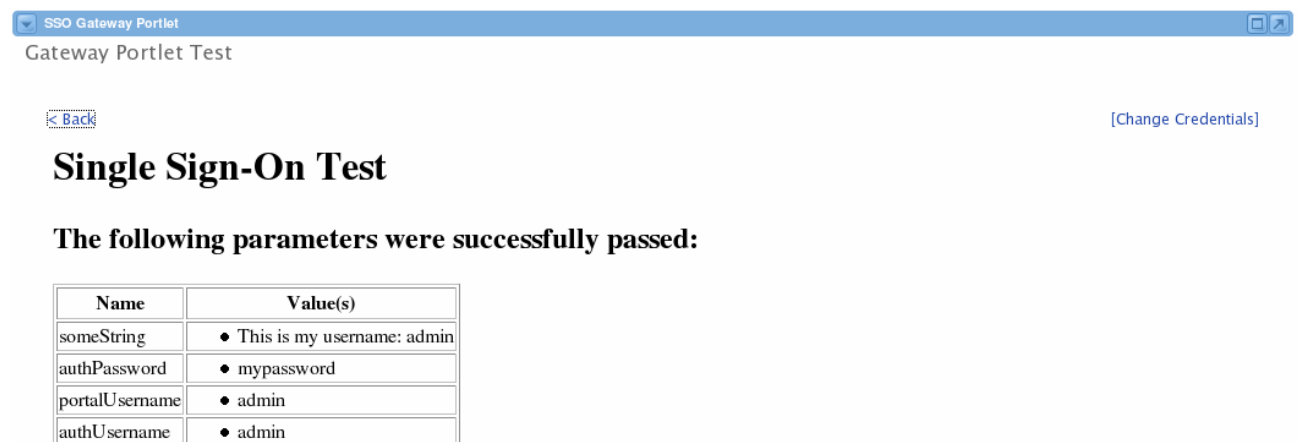 SSO Gateway Portlet
Gateway Portlet Test
< Back [Change Credentials]
Single Sign-On Test
The following parameters were successfully passed:
Name Value(s)
someString • This is my username: admin
authPassword • mypassword
portalUsername • admin
authUsername • admin